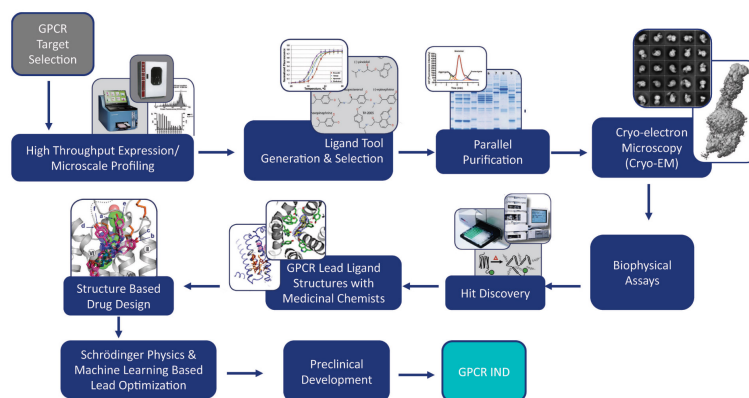 GPCR
Target
Selection
High Throughput Expression/
Microscale Profiling
Ligand Tool
Generation & Selection
Parallel
Purification
Cryo-electron
Microscopy
(Cryo-EM)
Structure Based
Drug Design
GPCR Lead Ligand
Structures with
Medicinal Chemists
Hit Discovery
Biophysical
Assays
Schrödinger Physics &
Machine Learning Based
Lead Optimization
Preclinical
Development
GPCR IND